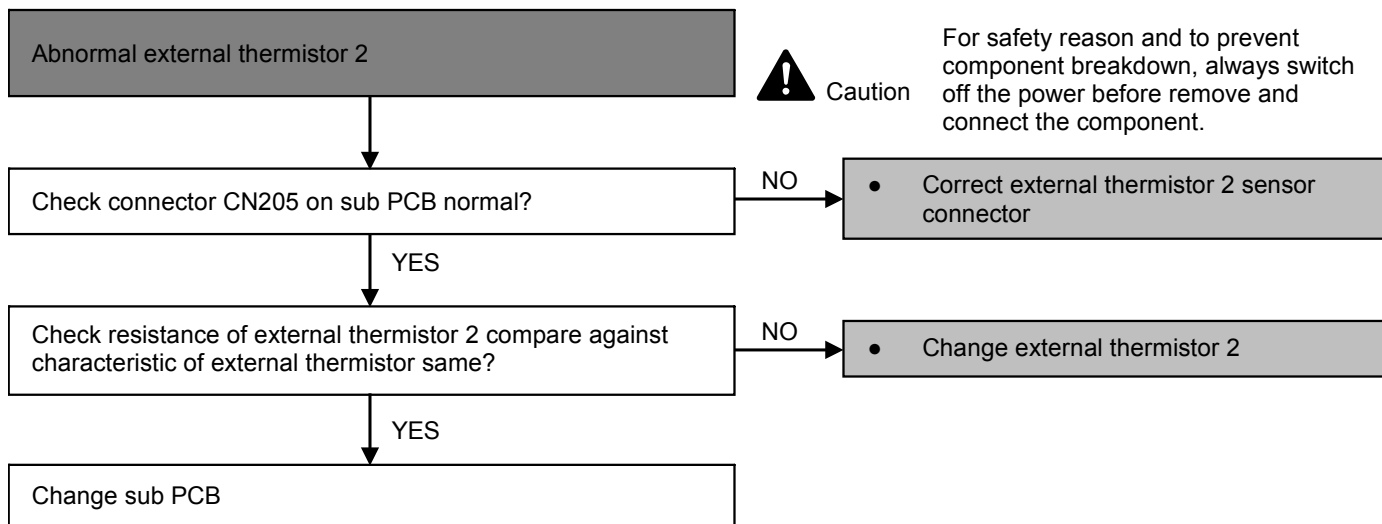 Abnormal external thermistor 2
Caution
For safety reason and to prevent
component breakdown, always switch
off the power before remove and
connect the component.
Check connector CN205 on sub PCB normal?
NO
● Correct external thermistor 2 sensor
connector
YES
Check resistance of external thermistor 2 compare against
characteristic of external thermistor same?
NO
● Change external thermistor 2
YES
Change sub PCB